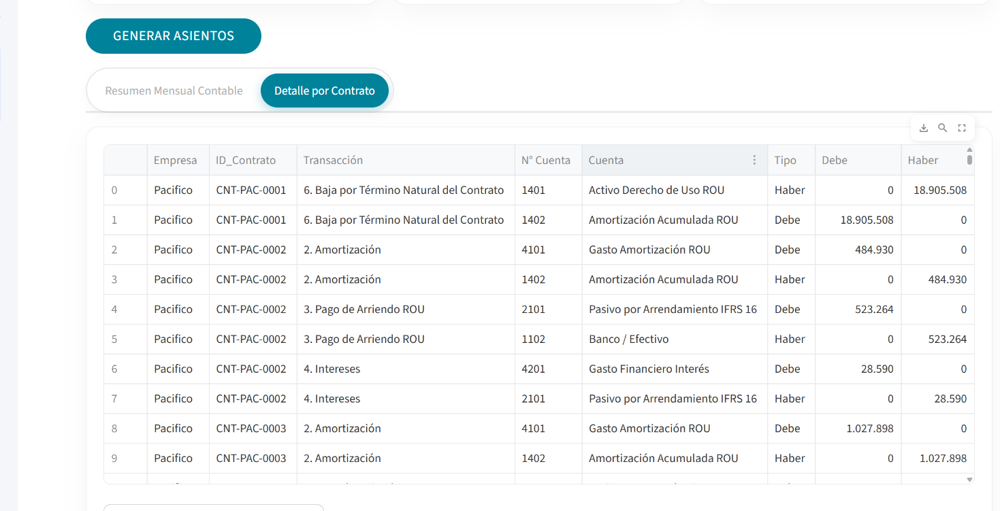 GENERAR ASIENTOS
Resumen Mensual Contable Detalle por Contrato
Empresa ID_Contrato Transacción N° Cuenta Cuenta Tipo Debe Haber
0 Pacifico CNT-PAC-0001 6. Baja por Término Natural del Contrato 1401 Activo Derecho de Uso ROU Haber 0 18.905.508
1 Pacifico CNT-PAC-0001 6. Baja por Término Natural del Contrato 1402 Amortización Acumulada ROU Debe 18.905.508 0
2 Pacifico CNT-PAC-0002 2. Amortización 4101 Gasto Amortización ROU Debe 484.930 0
3 Pacifico CNT-PAC-0002 2. Amortización 1402 Amortización Acumulada ROU Haber 0 484.930
4 Pacifico CNT-PAC-0002 3. Pago de Arriendo ROU 2101 Pasivo por Arrendamiento IFRS 16 Debe 523.264 0
5 Pacifico CNT-PAC-0002 3. Pago de Arriendo ROU 1102 Banco / Efectivo Haber 0 523.264
6 Pacifico CNT-PAC-0002 4. Intereses 4201 Gasto Financiero Interés Debe 28.590 0
7 Pacifico CNT-PAC-0002 4. Intereses 2101 Pasivo por Arrendamiento IFRS 16 Haber 0 28.590
8 Pacifico CNT-PAC-0003 2. Amortización 4101 Gasto Amortización ROU Debe 1.027.898 0
9 Pacifico CNT-PAC-0003 2. Amortización 1402 Amortización Acumulada ROU Haber 0 1.027.898